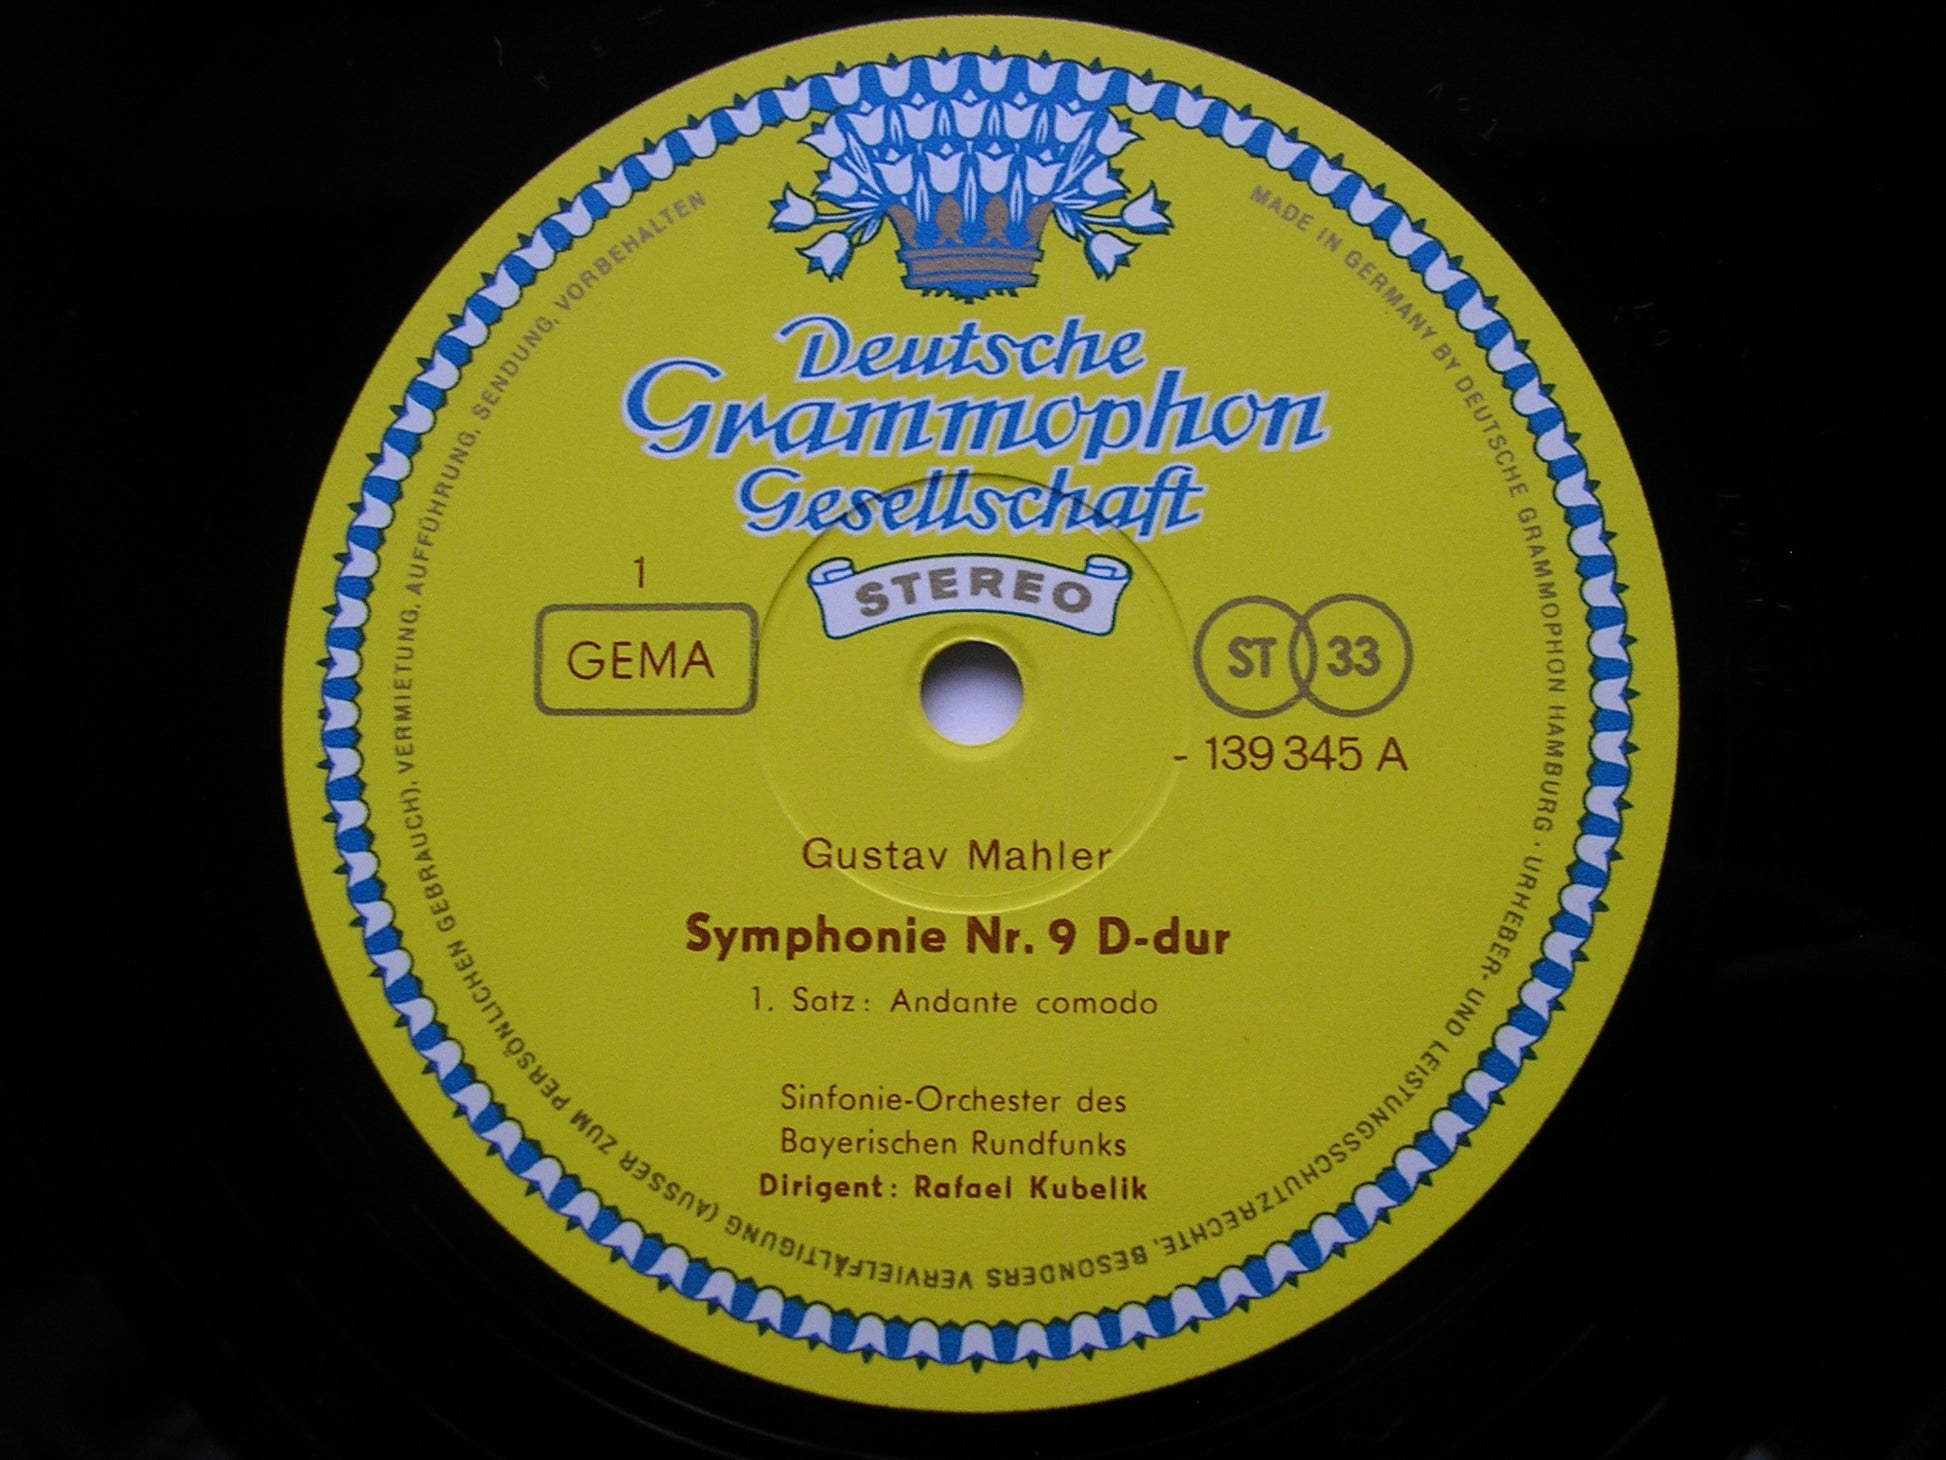 Deutsche
Grammophon
Gesellschaft
STEREO
1
GEMA
ST 33
- 139 345 A
Gustav Mahler
Symphonie Nr. 9 D-dur
1. Satz: Andante comodo
Sinfonie-Orchester des
Bayerischen Rundfunks
Dirigent: Rafael Kubelik
MADE IN GERMANY BY DEUTSCHE GRAMMOPHON HAMBURG · URHEBER- UND LEISTUNGSSCHUTZRECHTE, BESONDERS VERVIELFÄLTIGUNG (AUSSER ZUM PERSÖNLICHEN GEBRAUCH), VERMIETUNG, AUFFÜHRUNG, SENDUNG, VORBEHALTEN